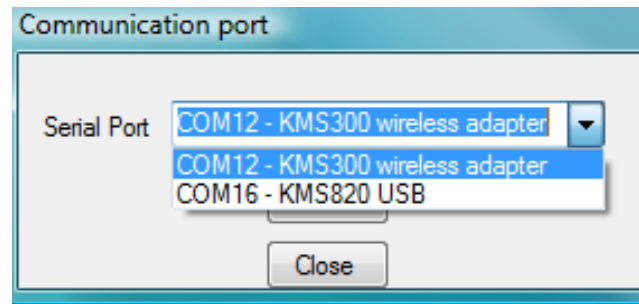 Communication port
Serial Port COM12 - KMS300 wireless adapter
COM12 - KMS300 wireless adapter
COM16 - KMS820 USB
Close